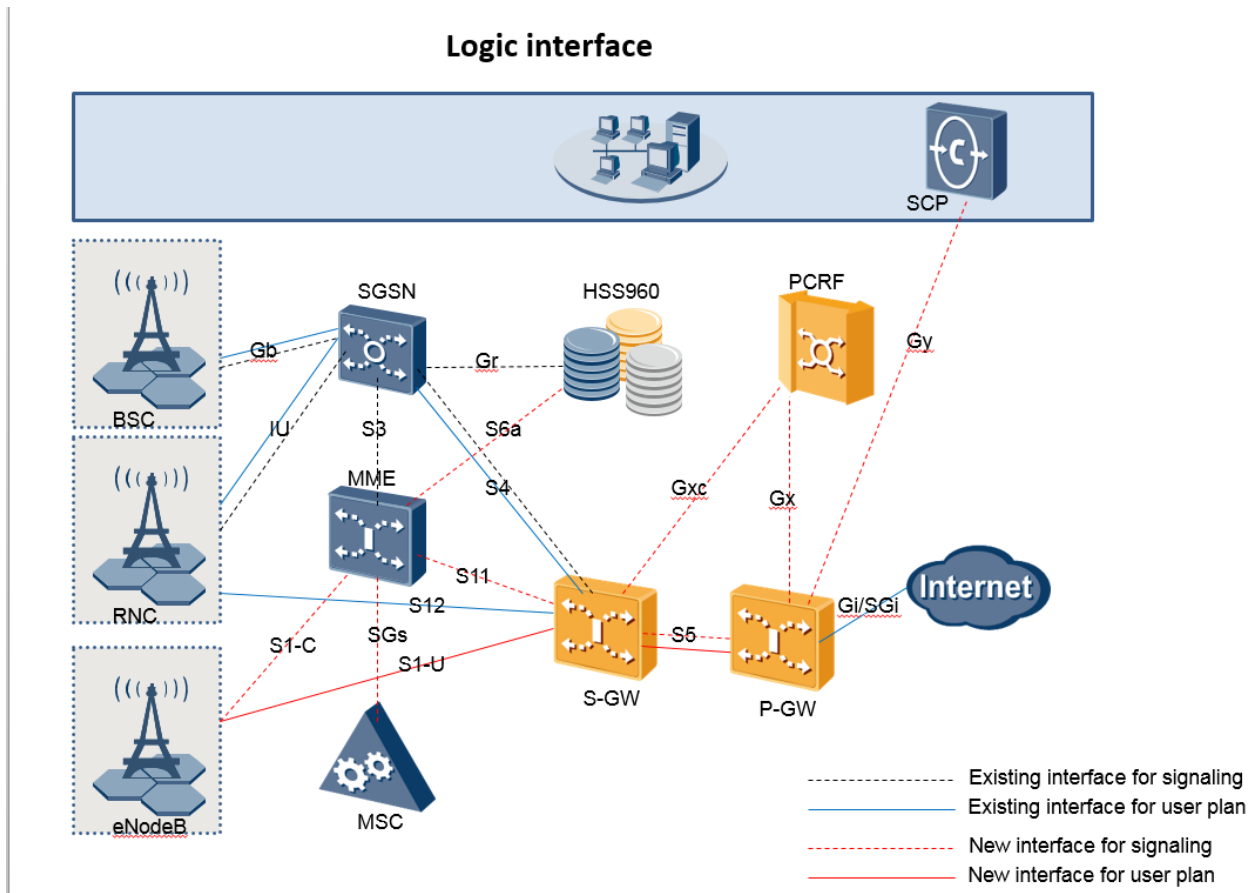 Logic interface
SCP
SGSN
HSS960
PCRF
Gb
Gr
Gy
BSC
IU
S3
S6a
MME
S4
Gxc
Gx
S11
Internet
RNC
S12
Gi/SGi
S1-C
SGs
S5
S1-U
S-GW
P-GW
eNodeB
MSC
Existing interface for signaling
Existing interface for user plan
New interface for signaling
New interface for user plan